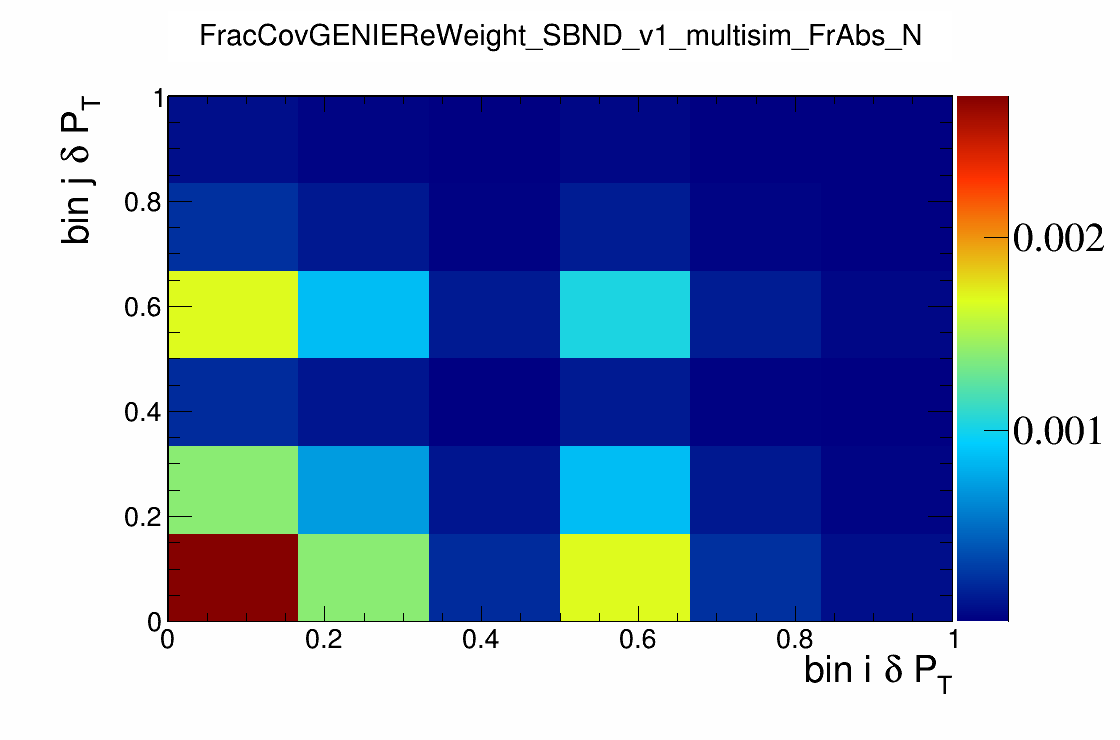 FracCovGENIEReWeight_SBND_v1_multisim_FrAbs_N
bin j δ P_T
1
0.8
0.6
0.4
0.2
0
0 0.2 0.4 0.6 0.8 1
bin i δ P_T
0.002
0.001